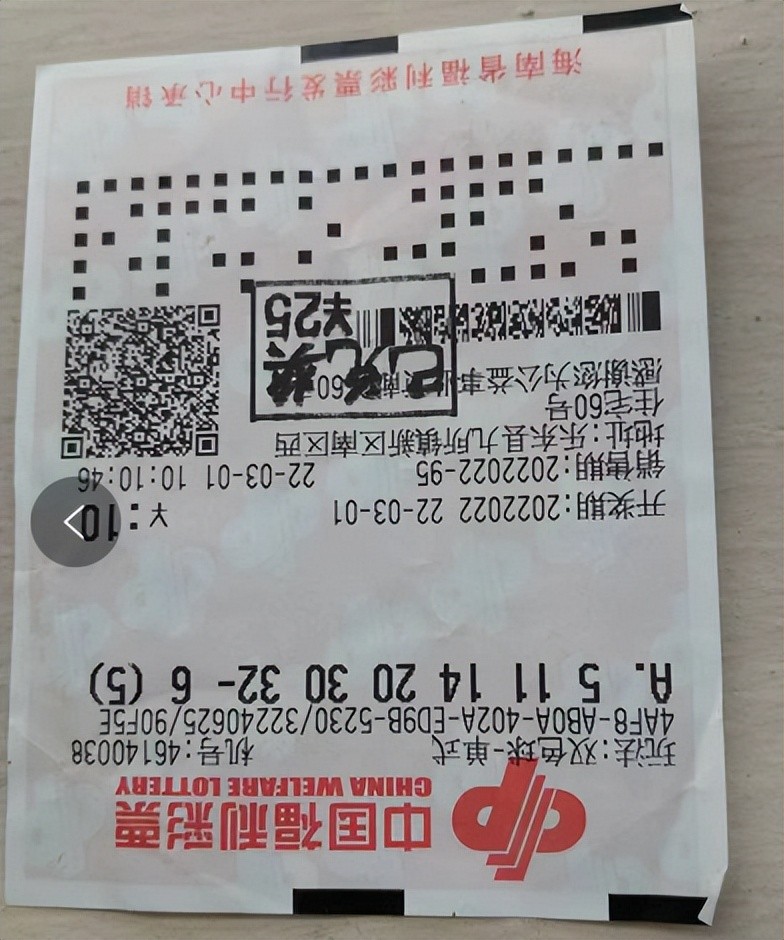 中国福利彩票
CHINA WELFARE LOTTERY
玩法:双色球-单式 机号:46140038
4AF8-AB0A-402A-ED9B-5230/32240625/90F5E
A. 5 11 14 20 30 32- 6 (5)
开奖期:2022022 22-03-01 ¥:10
销售期:2022022-95 22-03-01 10:10:46
地址:乐东县九所镇新区南区西
住宅60号
感谢您为公益事业贡献 3.60
已兑奖
¥25
海南省福利彩票发行中心承销